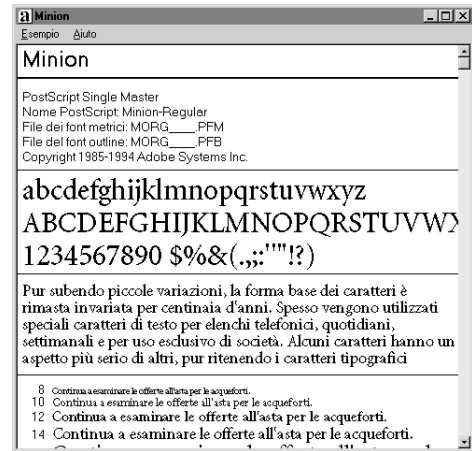 Minion
Esempio Aiuto
Minion
PostScript Single Master
Nome PostScript: Minion-Regular
File dei font metrici: MORG____.PFM
File del font outline: MORG____.PFB
Copyright 1985-1994 Adobe Systems Inc.
abcdefghijklmnopqrstuvwxyz
ABCDEFGHIJKLMNOPQRSTUVWX
1234567890 $%&(.,;:'""!?)
Pur subendo piccole variazioni, la forma base dei caratteri è
rimasta invariata per centinaia d'anni. Spesso vengono utilizzati
speciali caratteri di testo per elenchi telefonici, quotidiani,
settimanali e per uso esclusivo di società. Alcuni caratteri hanno un
aspetto più serio di altri, pur ritenendo i caratteri tipografici
8 Continua a esaminare le offerte all'asta per le acqueforti.
10 Continua a esaminare le offerte all'asta per le acqueforti.
12 Continua a esaminare le offerte all'asta per le acqueforti.
14 Continua a esaminare le offerte all'asta per le acqueforti.